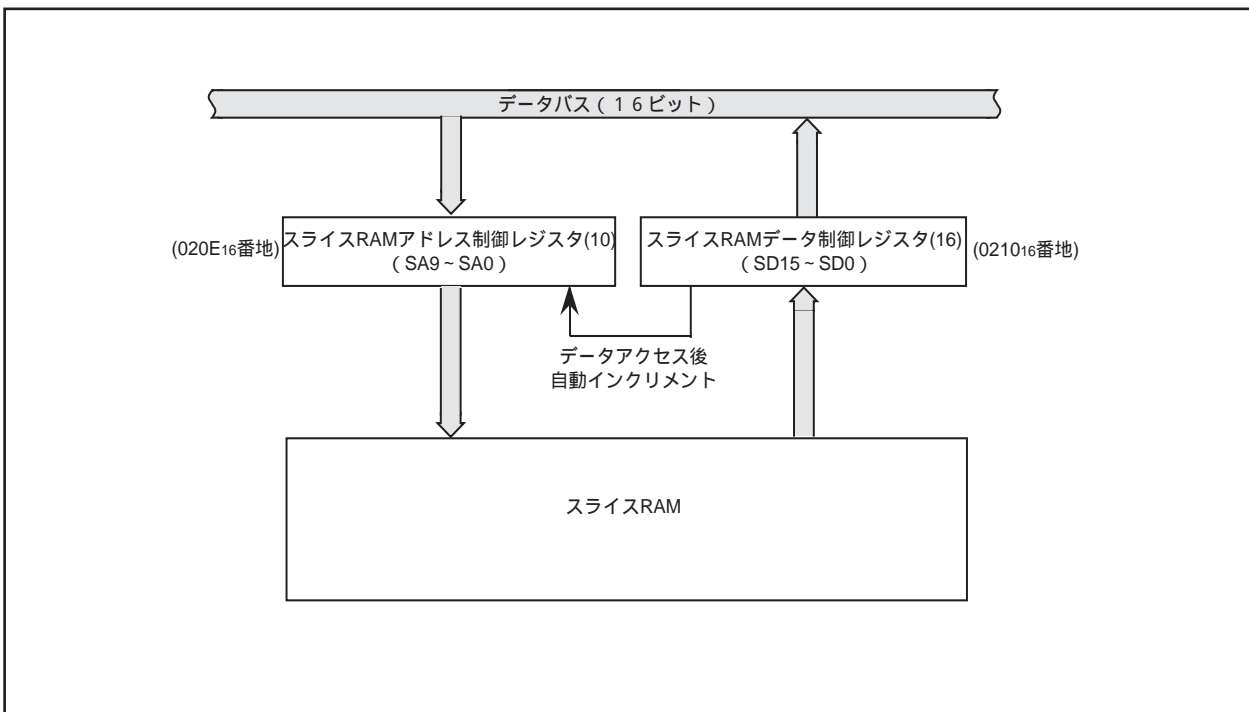 データバス（１６ビット）
(020E16番地)
スライスRAMアドレス制御レジスタ(10)
（SA9～SA0）
スライスRAMデータ制御レジスタ(16)
（SD15～SD0）
(021016番地)
データアクセス後
自動インクリメント
スライスRAM